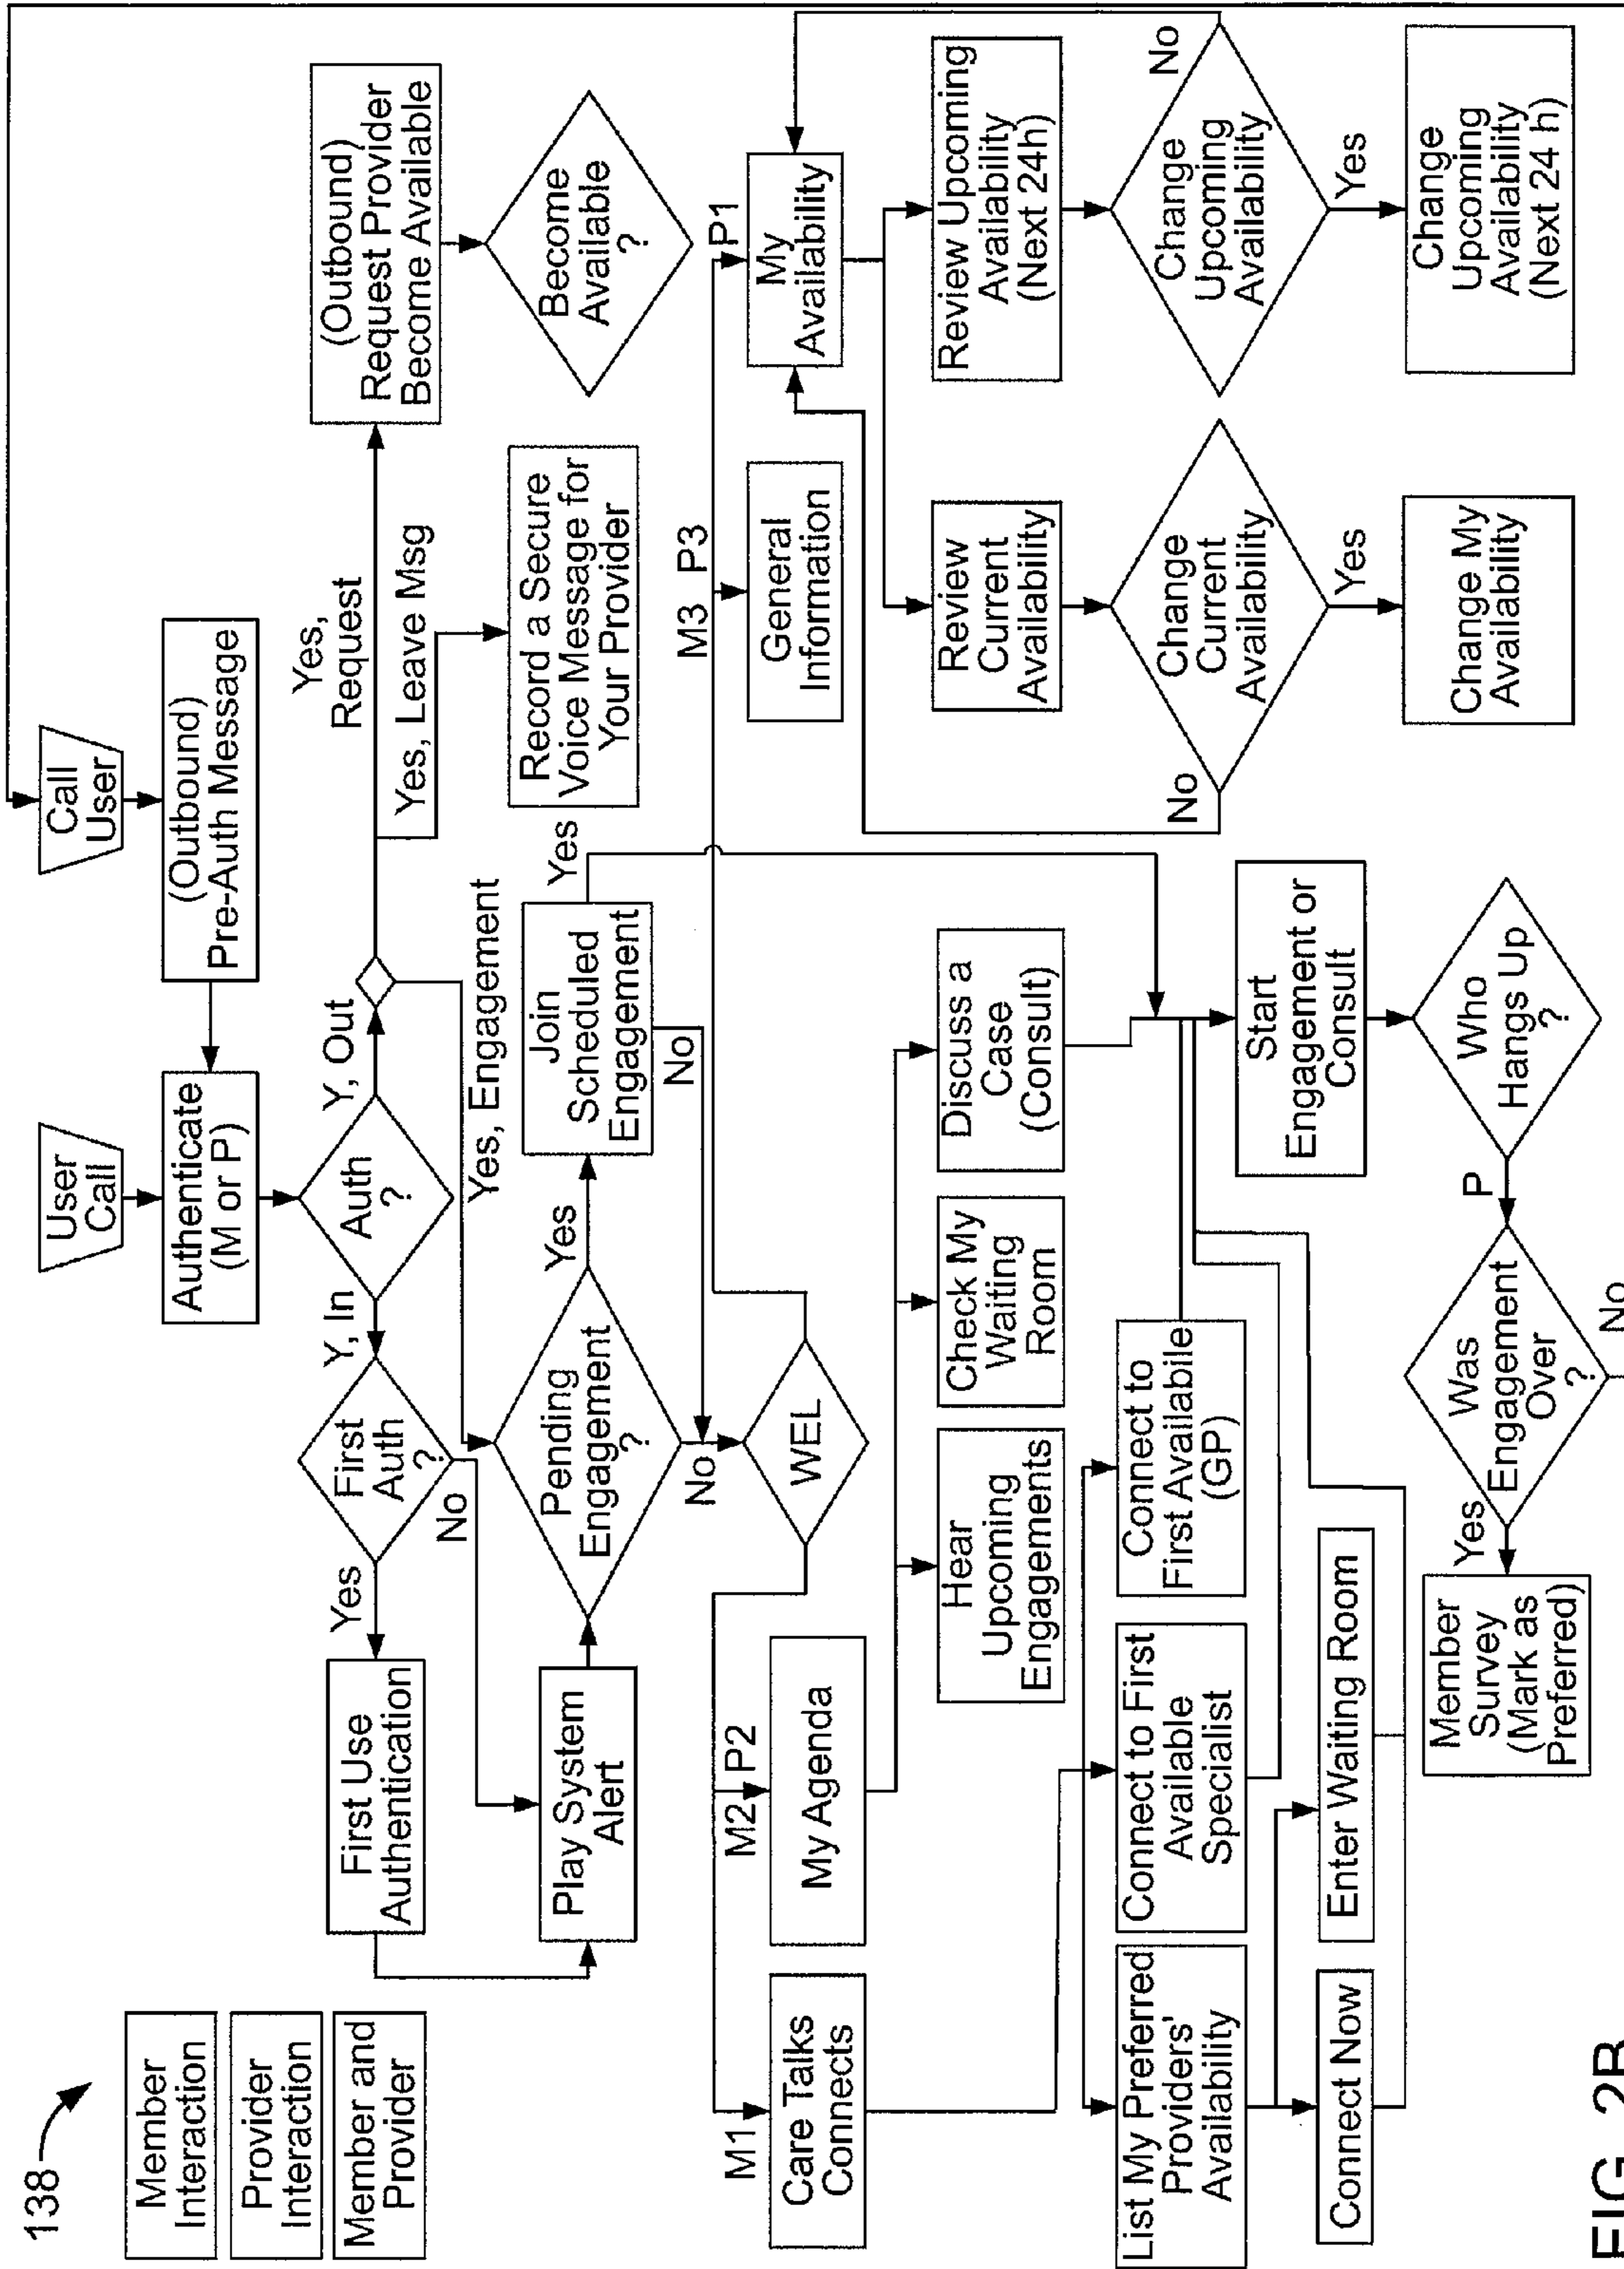 138
Member
Interaction
Provider
Interaction
Member and
Provider
User
Call
Call
User
Authenticate
(M or P)
(Outbound)
Pre-Auth Message
Yes
First
Auth
?
Y, In
Auth
?
Y, Out
Yes,
Request
First Use
Authentication
No
Yes, Leave Msg
(Outbound)
Request Provider
Become Available
Yes, Engagement
Record a Secure
Voice Message for
Your Provider
Become
Available
?
Play System
Alert
Pending
Engagement
?
Yes
Join
Scheduled
Engagement
Yes
No
No
M1
M2 P2
WEL
M3 P3
P1
Care Talks
Connects
My Agenda
General
Information
My
Availability
Hear
Upcoming
Engagements
Check My
Waiting
Room
Discuss a
Case
(Consult)
Review
Current
Availability
Review Upcoming
Availability
(Next 24h)
List My Preferred
Providers'
Availability
Connect to First
Available
Specialist
Connect to
First Availabile
(GP)
No
Change
Current
Availability
Change
Upcoming
Availability
No
Start
Engagement or
Consult
Yes
Yes
Connect Now
Enter Waiting Room
Change My
Availability
Change
Upcoming
Availability
(Next 24 h)
Member
Survey
(Mark as
Preferred)
Yes
Was
Engagement
Over
?
P
Who
Hangs Up
?
No
FIG. 2B